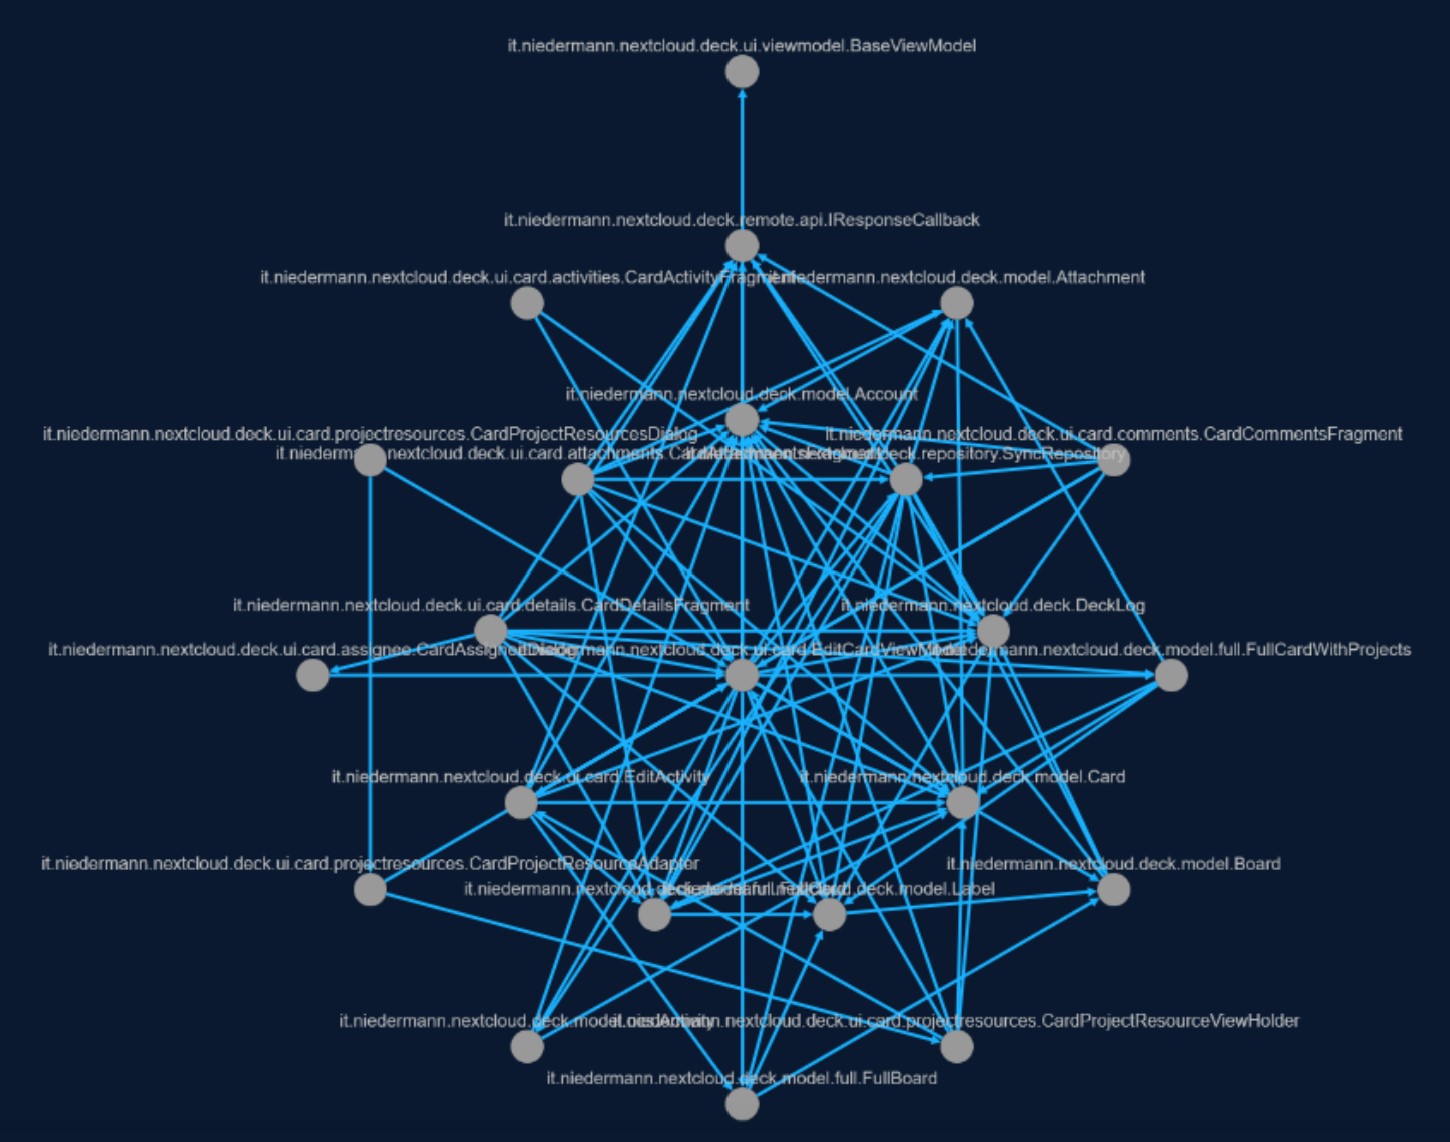 it.niedermann.nextcloud.deck.ui.viewmodel.BaseViewModel
it.niedermann.nextcloud.deck.remote.api.IResponseCallback
it.niedermann.nextcloud.deck.ui.card.activities.CardActivityFragment
it.niedermann.nextcloud.deck.model.Attachment
it.niedermann.nextcloud.deck.model.Account
it.niedermann.nextcloud.deck.ui.card.projectresources.CardProjectResourcesDialog
it.niedermann.nextcloud.deck.ui.card.comments.CardCommentsFragment
it.niedermann.nextcloud.deck.ui.card.attachments.CardAttachmentsFragment
it.niedermann.nextcloud.deck.repository.SyncRepository
it.niedermann.nextcloud.deck.ui.card.details.CardDetailsFragment
it.niedermann.nextcloud.deck.DeckLog
it.niedermann.nextcloud.deck.ui.card.assignee.CardAssigneeDialog
it.niedermann.nextcloud.deck.ui.card.EditCardViewModel
it.niedermann.nextcloud.deck.model.full.FullCardWithProjects
it.niedermann.nextcloud.deck.ui.card.EditActivity
it.niedermann.nextcloud.deck.model.Card
it.niedermann.nextcloud.deck.ui.card.projectresources.CardProjectResourceAdapter
it.niedermann.nextcloud.deck.model.Board
it.niedermann.nextcloud.deck.model.full.FullCard
it.niedermann.nextcloud.deck.model.Label
it.niedermann.nextcloud.deck.model.ocs.Activity
it.niedermann.nextcloud.deck.ui.card.projectresources.CardProjectResourceViewHolder
it.niedermann.nextcloud.deck.model.full.FullBoard